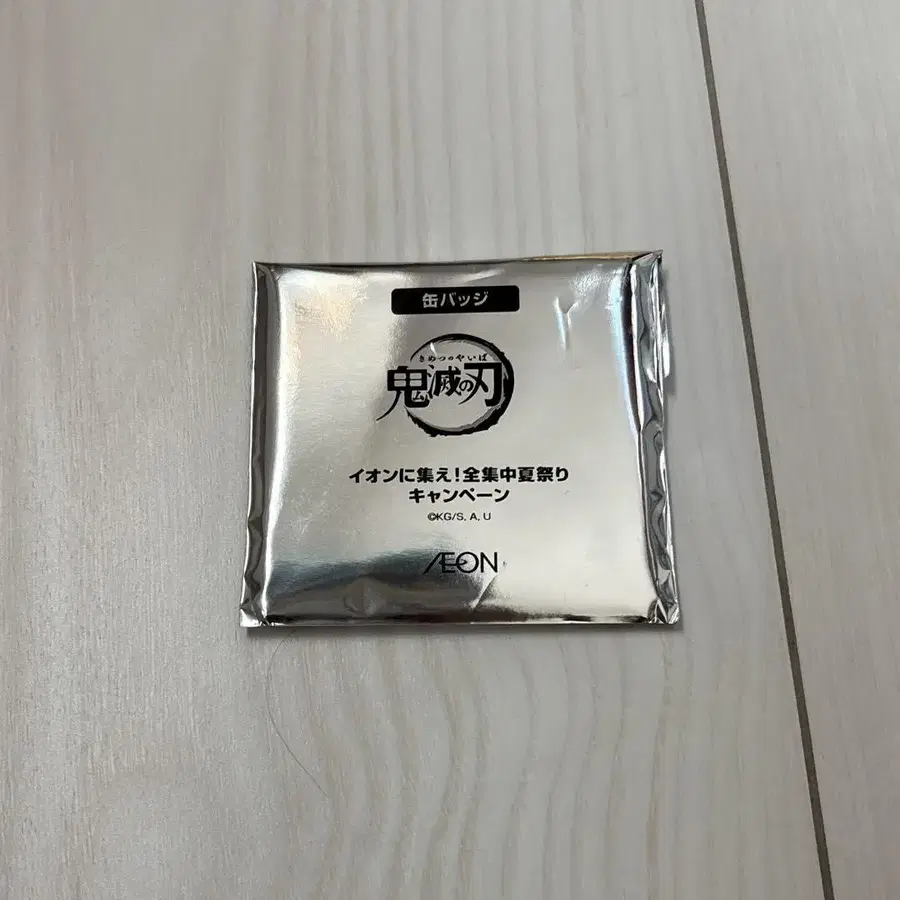 缶バッジ
きめつのやいば
鬼滅の刃
イオンに集え!全集中夏祭り
キャンペーン
©KG/S, A, U
ÆON